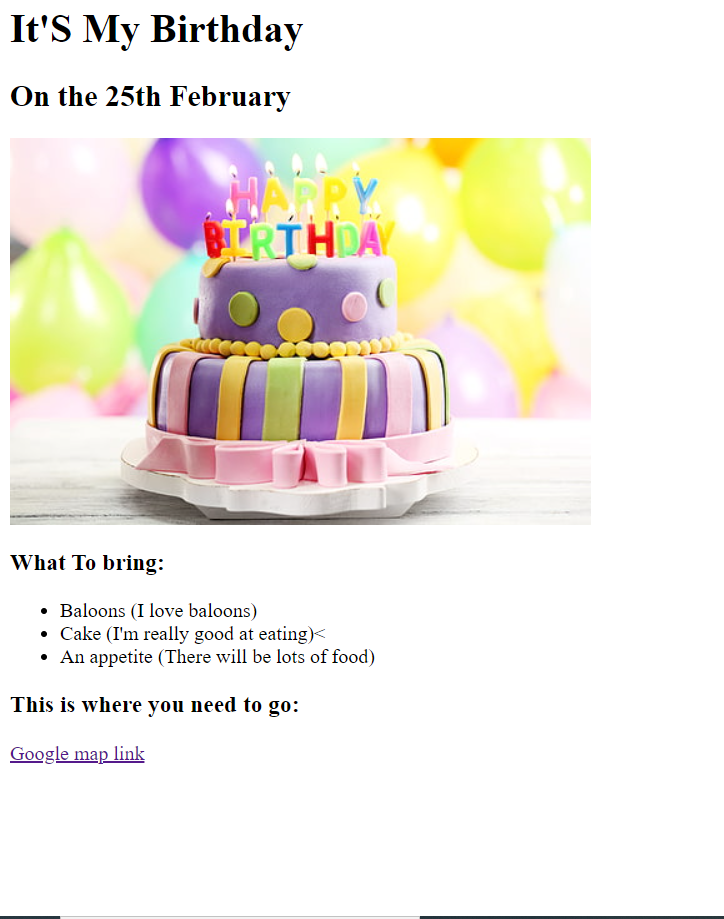 It'S My Birthday
On the 25th February
HAPPY
BIRTHDAY
What To bring:
Baloons (I love baloons)
Cake (I'm really good at eating)<
An appetite (There will be lots of food)
This is where you need to go:
Google map link